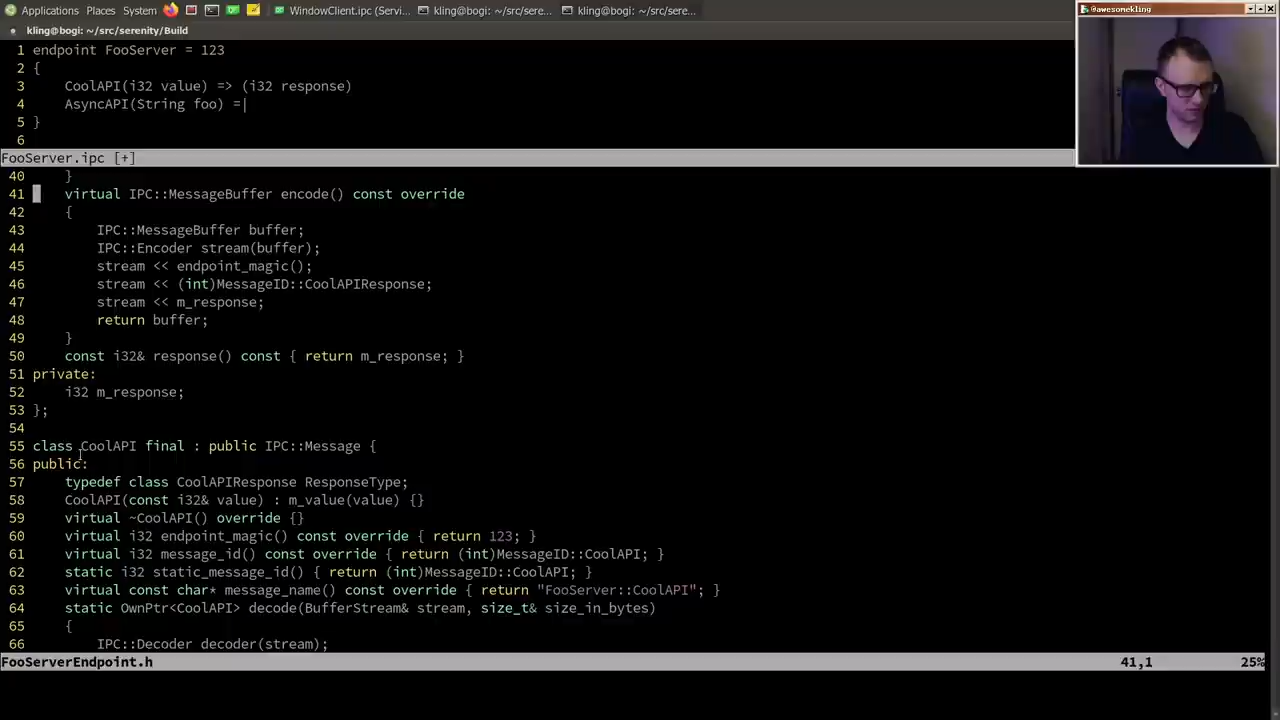 Applications Places System WindowClient.ipc (Servi... kling@bogi: ~/src/sere... kling@bogi: ~/src/sere...
@awesomekling
kling@bogi: ~/src/serenity/Build
1 endpoint FooServer = 123
2 {
3     CoolAPI(i32 value) => (i32 response)
4     AsyncAPI(String foo) =|
5 }
6
FooServer.ipc [+]
40     }
41     virtual IPC::MessageBuffer encode() const override
42     {
43         IPC::MessageBuffer buffer;
44         IPC::Encoder stream(buffer);
45         stream << endpoint_magic();
46         stream << (int)MessageID::CoolAPIResponse;
47         stream << m_response;
48         return buffer;
49     }
50     const i32& response() const { return m_response; }
51 private:
52     i32 m_response;
53 };
54
55 class CoolAPI final : public IPC::Message {
56 public:
57     typedef class CoolAPIResponse ResponseType;
58     CoolAPI(const i32& value) : m_value(value) {}
59     virtual ~CoolAPI() override {}
60     virtual i32 endpoint_magic() const override { return 123; }
61     virtual i32 message_id() const override { return (int)MessageID::CoolAPI; }
62     static i32 static_message_id() { return (int)MessageID::CoolAPI; }
63     virtual const char* message_name() const override { return "FooServer::CoolAPI"; }
64     static OwnPtr<CoolAPI> decode(BufferStream& stream, size_t& size_in_bytes)
65     {
66         IPC::Decoder decoder(stream);
FooServerEndpoint.h 41,1 25%